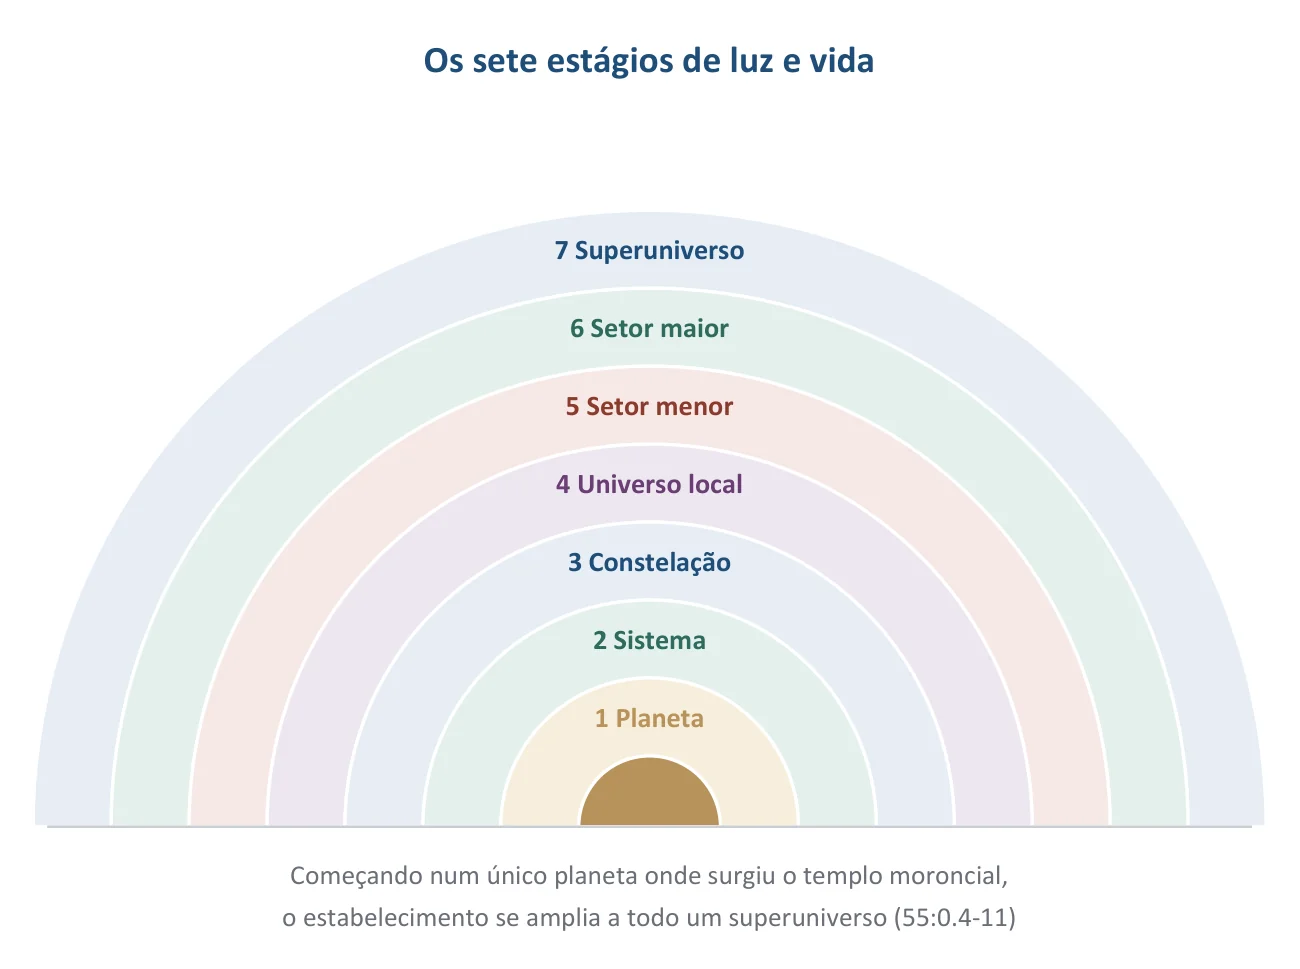 Os sete estágios de luz e vida
7 Superuniverso
6 Setor maior
5 Setor menor
4 Universo local
3 Constelação
2 Sistema
1 Planeta
Começando num único planeta onde surgiu o templo moroncial,
o estabelecimento se amplia a todo um superuniverso (55:0.4-11)